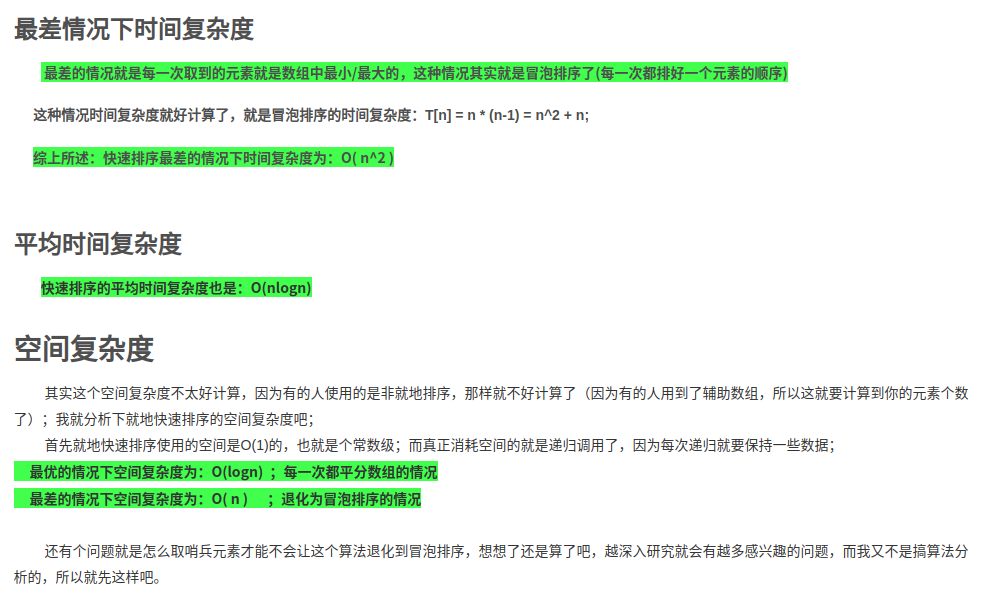 最差情况下时间复杂度
最差的情况就是每一次取到的元素就是数组中最小/最大的，这种情况其实就是冒泡排序了(每一次都排好一个元素的顺序)
这种情况时间复杂度就好计算了，就是冒泡排序的时间复杂度：T[n] = n * (n-1) = n^2 + n;
综上所述：快速排序最差的情况下时间复杂度为：O( n^2 )
平均时间复杂度
快速排序的平均时间复杂度也是：O(nlogn)
空间复杂度
其实这个空间复杂度不太好计算，因为有的人使用的是非就地排序，那样就不好计算了（因为有的人用到了辅助数组，所以这就要计算到你的元素个数
了）；我就分析下就地快速排序的空间复杂度吧；
首先就地快速排序使用的空间是O(1)的，也就是个常数级；而真正消耗空间的就是递归调用了，因为每次递归就要保持一些数据；
最优的情况下空间复杂度为：O(logn) ；每一次都平分数组的情况
最差的情况下空间复杂度为：O( n ) ；退化为冒泡排序的情况
还有个问题就是怎么取哨兵元素才能不会让这个算法退化到冒泡排序，想想了还是算了吧，越深入研究就会有越多感兴趣的问题，而我又不是搞算法分
析的，所以就先这样吧。